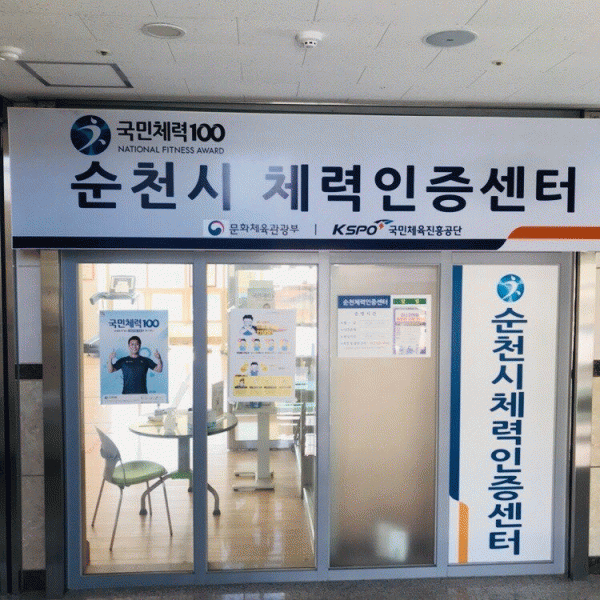 국민체력100
NATIONAL FITNESS AWARD
순천시 체력인증센터
문화체육관광부 | KSPO 국민체육진흥공단
국민체력100
순천체력인증센터
순천시체력인증센터